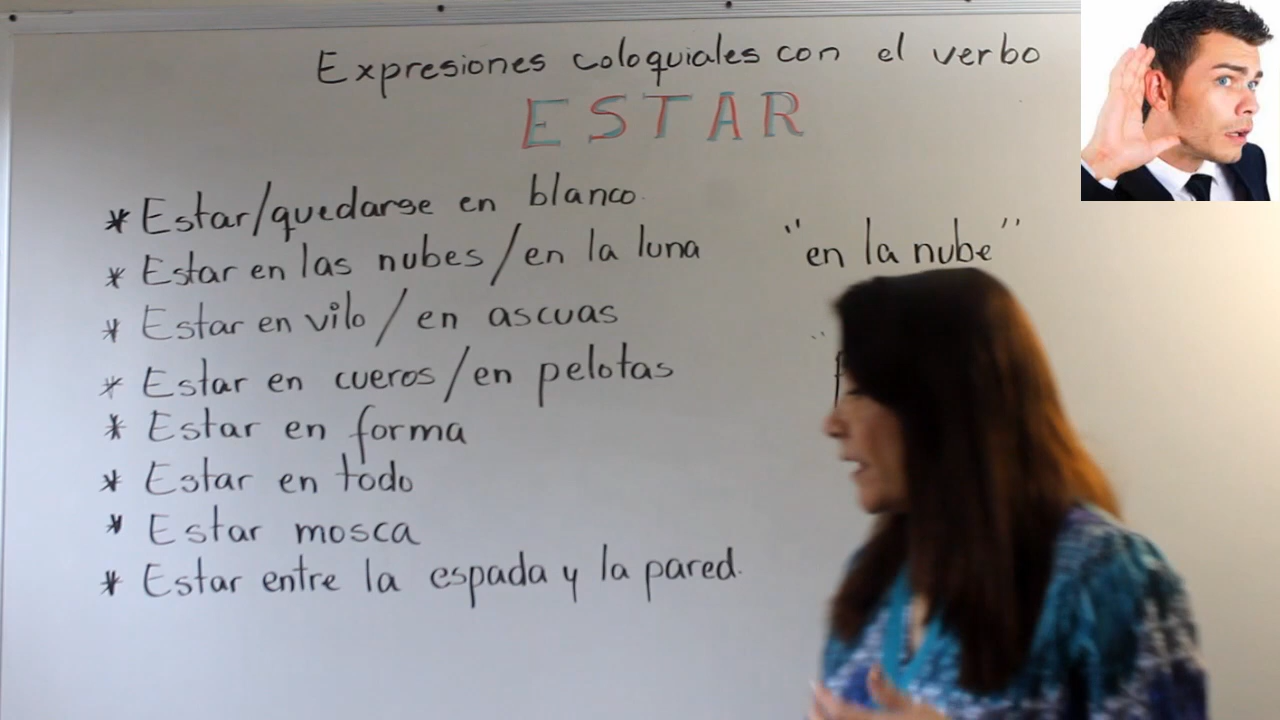 Expresiones coloquiales con el verbo
ESTAR
* Estar/quedarse en blanco.
* Estar en las nubes / en la luna "en la nube"
* Estar en vilo / en ascuas
* Estar en cueros / en pelotas
* Estar en forma
* Estar en todo
* Estar mosca
* Estar entre la espada y la pared.